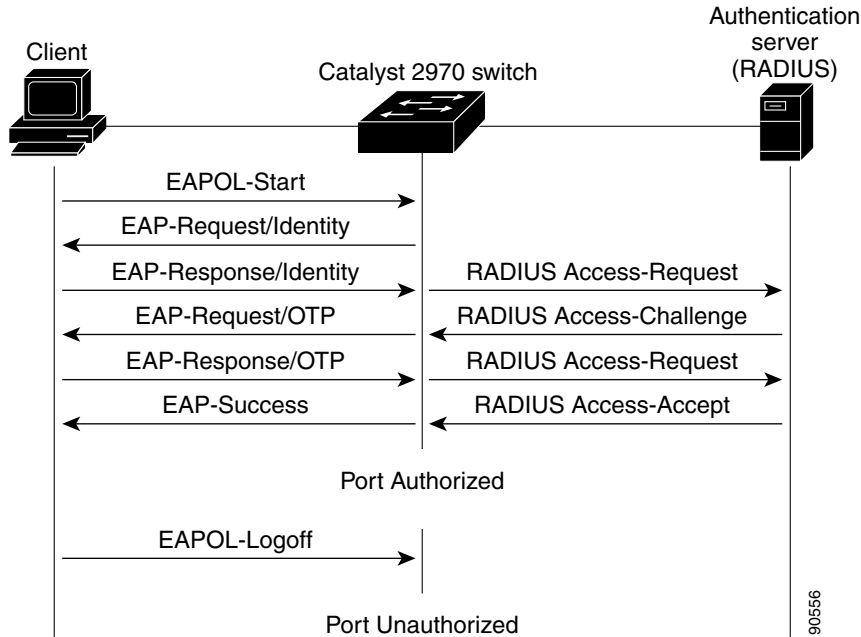 Authentication
server
(RADIUS)
Client
Catalyst 2970 switch
EAPOL-Start
EAP-Request/Identity
EAP-Response/Identity
RADIUS Access-Request
EAP-Request/OTP
RADIUS Access-Challenge
EAP-Response/OTP
RADIUS Access-Request
EAP-Success
RADIUS Access-Accept
Port Authorized
EAPOL-Logoff
Port Unauthorized
90556